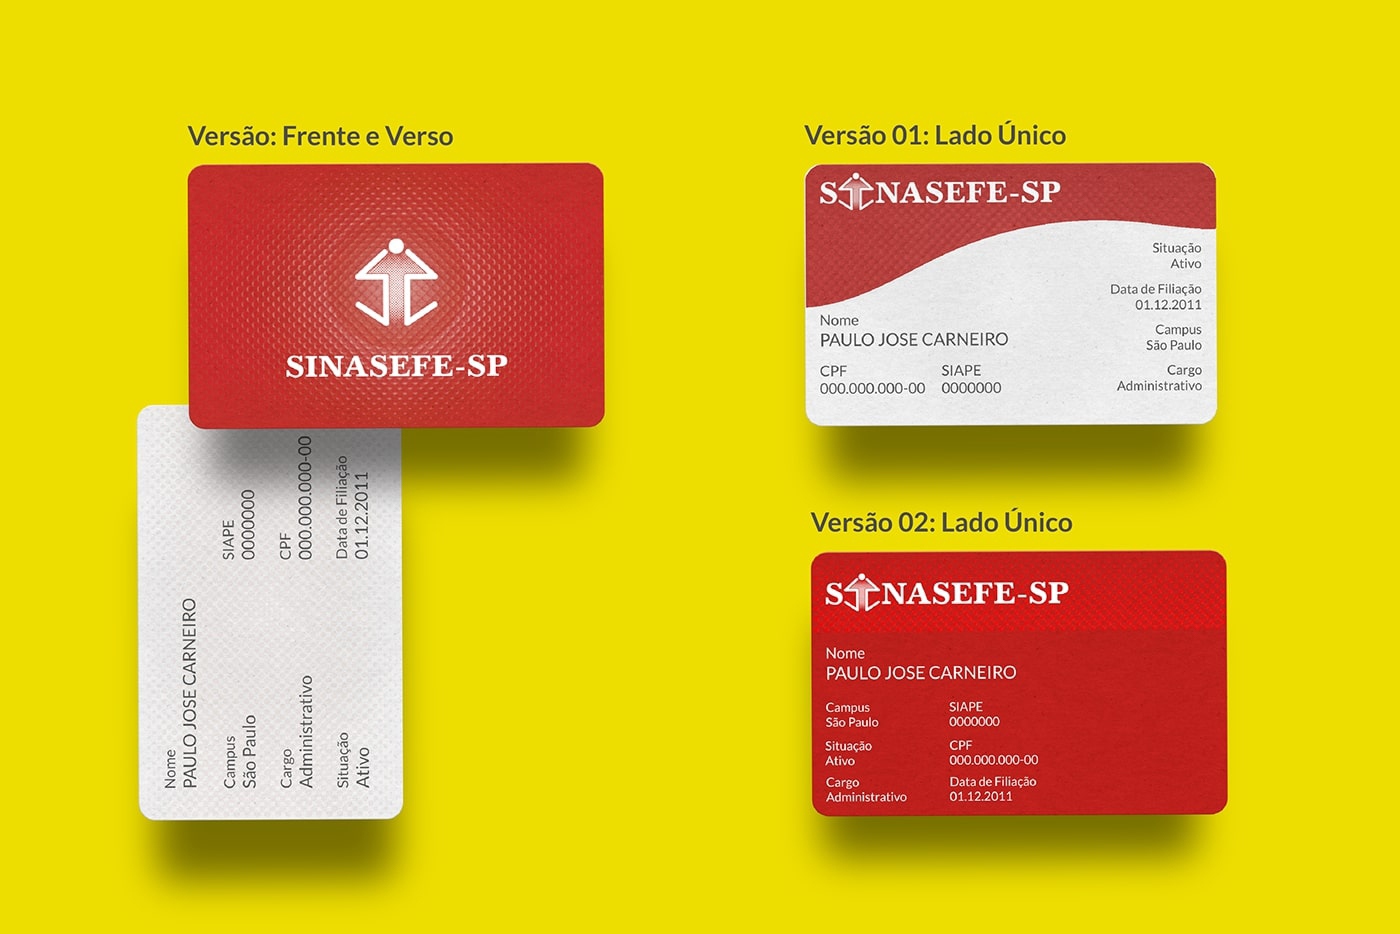 Versão: Frente e Verso
SINASEFE-SP
Nome
PAULO JOSE CARNEIRO
Campus
São Paulo
SIAPE
0000000
Cargo
Administrativo
CPF
000.000.000-00
Situação
Ativo
Data de Filiação
01.12.2011
Versão 01: Lado Único
SINASEFE-SP
Situação
Ativo
Data de Filiação
01.12.2011
Nome
PAULO JOSE CARNEIRO
Campus
São Paulo
CPF
000.000.000-00
SIAPE
0000000
Cargo
Administrativo
Versão 02: Lado Único
SINASEFE-SP
Nome
PAULO JOSE CARNEIRO
Campus
São Paulo
SIAPE
0000000
Situação
Ativo
CPF
000.000.000-00
Cargo
Administrativo
Data de Filiação
01.12.2011